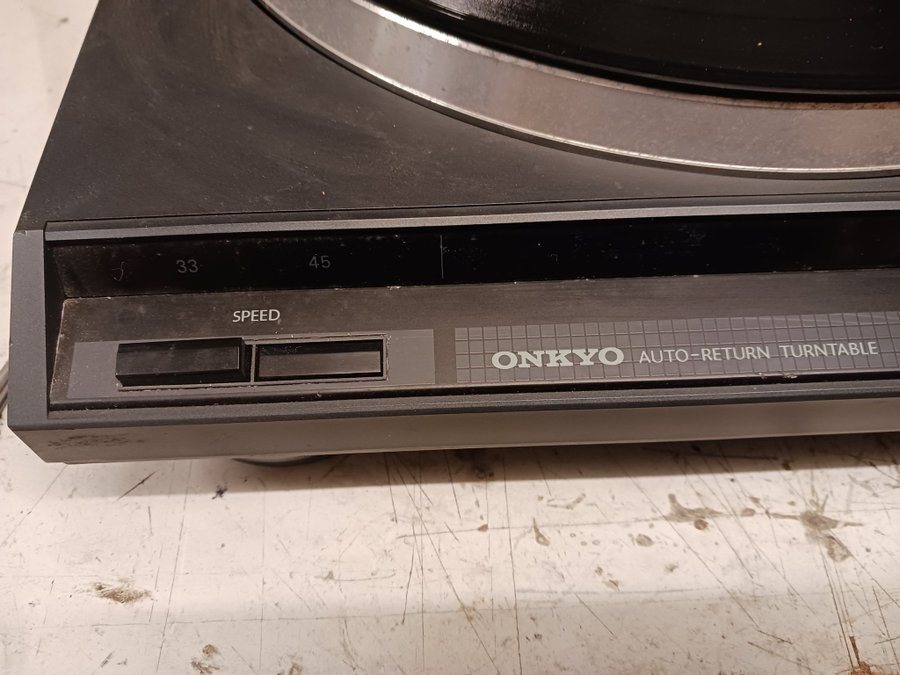 33 45
SPEED
ONKYO AUTO-RETURN TURNTABLE